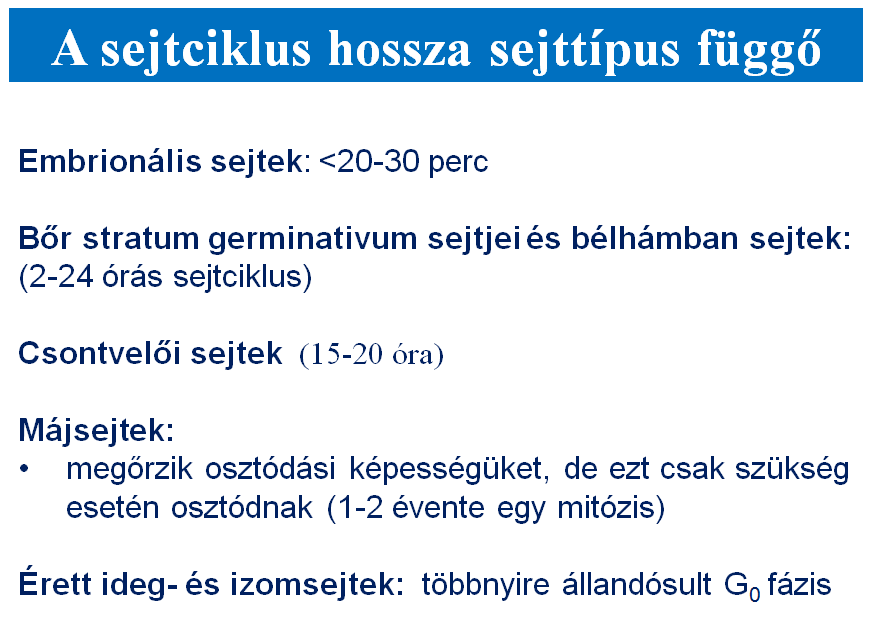 A sejtciklus hossza sejttípus függő
Embrionális sejtek: <20-30 perc
Bőr stratum germinativum sejtjei és bélhámban sejtek:
(2-24 órás sejtciklus)
Csontvelői sejtek (15-20 óra)
Májsejtek:
• megőrzik osztódási képességüket, de ezt csak szükség
esetén osztódnak (1-2 évente egy mitózis)
Érett ideg- és izomsejtek: többnyire állandósult G₀ fázis